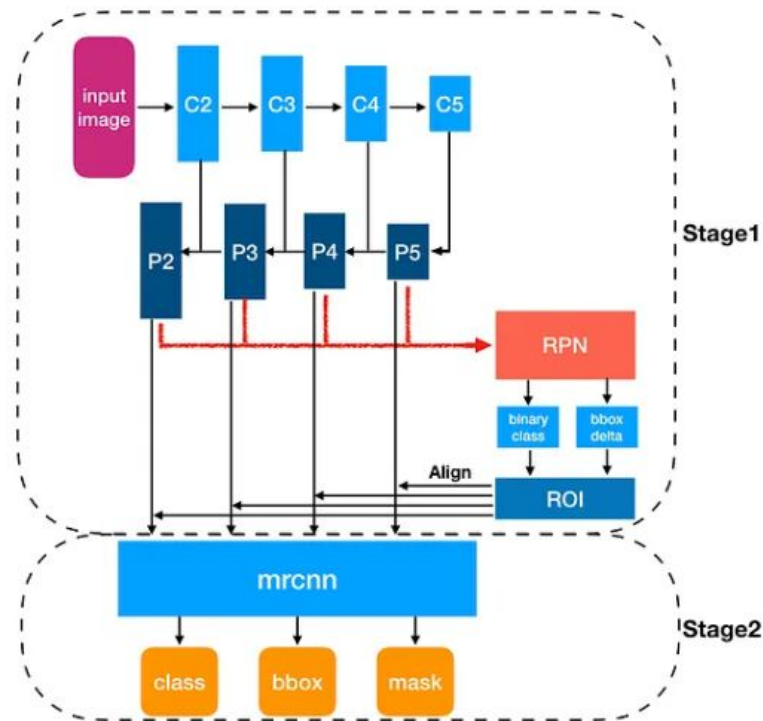 input
image
C2
C3
C4
C5
P2
P3
P4
P5
Stage1
RPN
binary
class
bbox
delta
Align
ROI
mrcnn
Stage2
class
bbox
mask